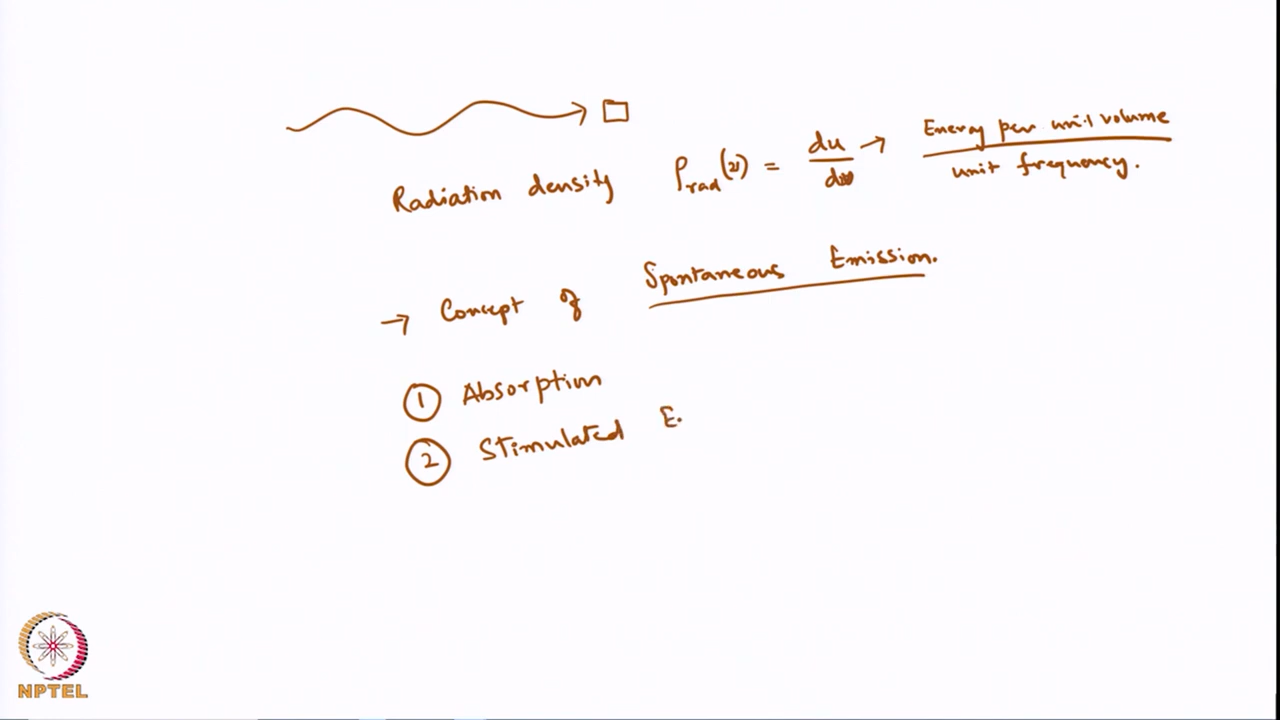 Radiation density ρrad(ν) = du/dν → Energy per unit volume / unit frequency.
→ Concept of Spontaneous Emission.
① Absorption
② Stimulated E.
NPTEL